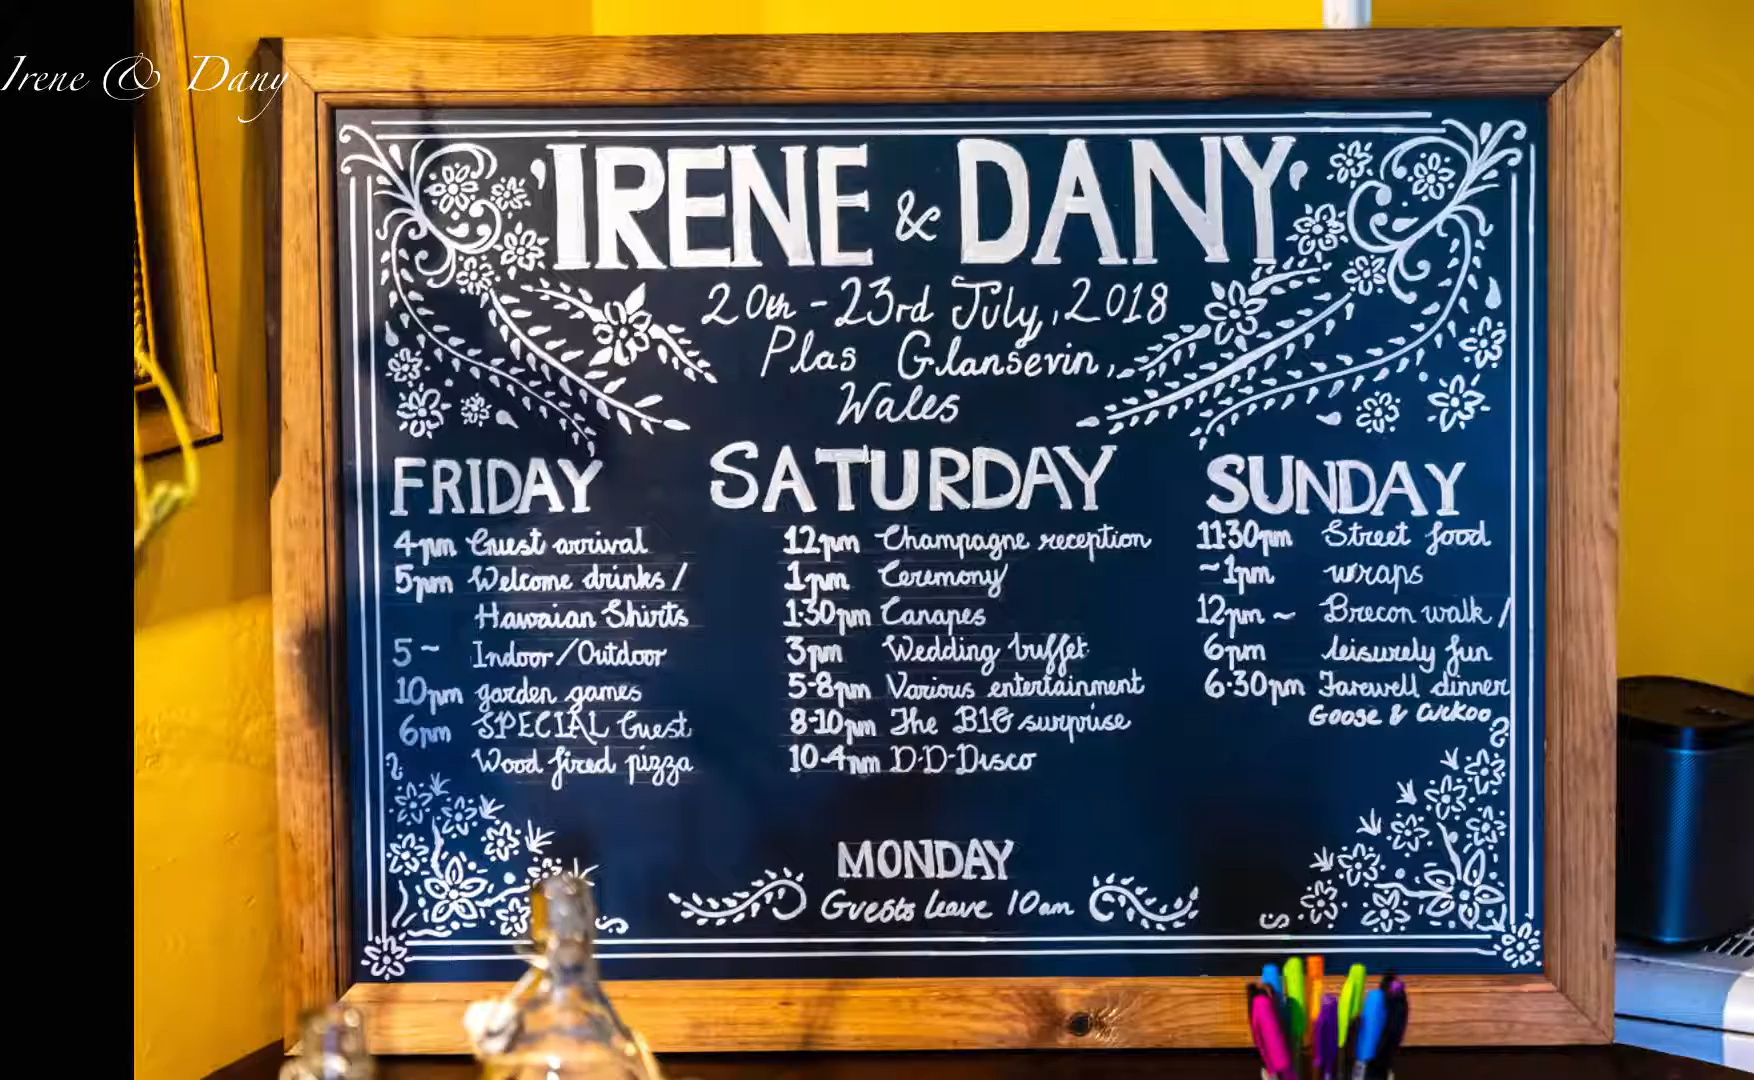 Irene & Dany
IRENE & DANY
20th - 23rd July, 2018
Plas Glansevin,
Wales
FRIDAY
4pm Guest arrival
5pm Welcome drinks /
Hawaiian Shirts
5 ~ Indoor/Outdoor
10pm garden games
6pm SPECIAL Guest
Wood fired pizza
SATURDAY
12pm Champagne reception
1pm Ceremony
1·30pm Canapes
3pm Wedding buffet
5-8pm Various entertainment
8-10pm The BIG surprise
10-4am D-D-Disco
SUNDAY
11·30pm Street food
~1pm wraps
12pm ~ Brecon walk /
6pm leisurely fun
6·30pm Farewell dinner
Goose & Cuckoo
MONDAY
Guests leave 10am